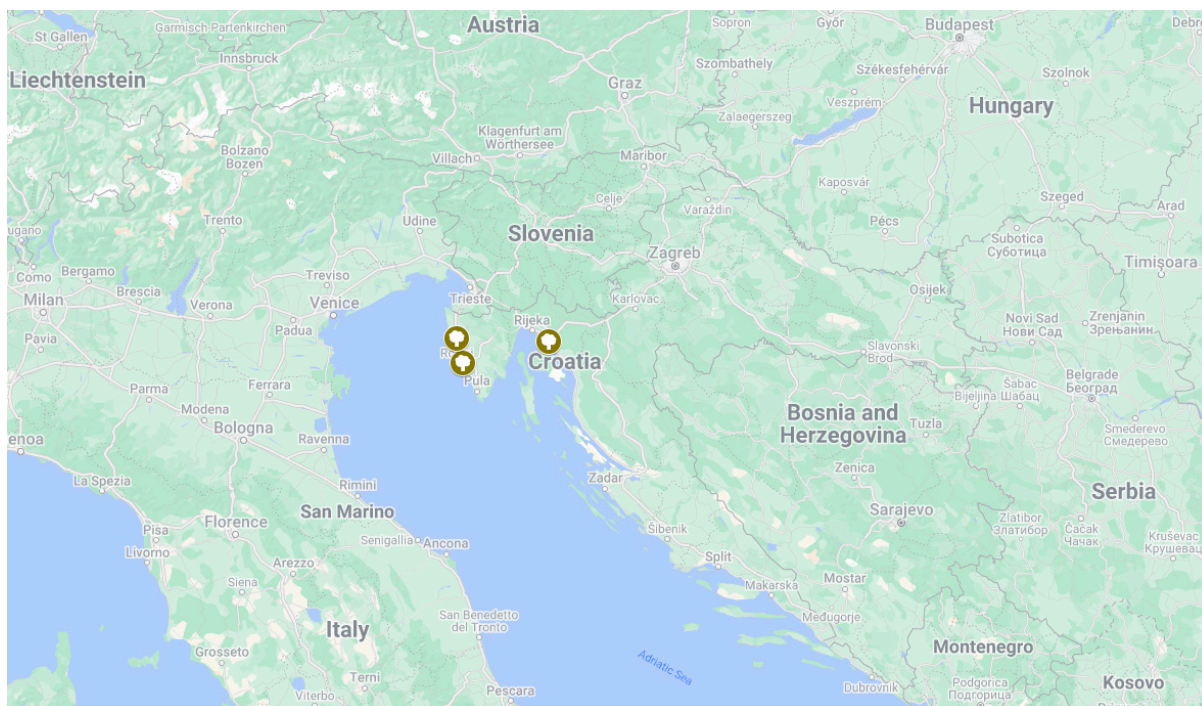 Austria
Garmisch-Partenkirchen
St Gallen
Liechtenstein
Innsbruck
Sopron
Győr
Budapest
Szombathely
Székesfehérvár
Szolnok
Graz
Veszprém
Hungary
Zalaegerszeg
Klagenfurt am
Wörthersee
Bolzano
Bozen
Villach
Maribor
Kaposvár
Szeged
Arad
Trento
Udine
Celje
Varaždin
Pécs
Slovenia
Subotica
Суботица
Timișoara
Zagreb
Como
Bergamo
Treviso
Trieste
Milan
Brescia
Verona
Venice
Karlovac
Osijek
Padua
Rijeka
Novi Sad
Нови Сад
Zrenjanin
Зрењанин
Pavia
Croatia
Slavonski
Brod
Pula
Parma
Ferrara
Belgrade
Београд
Šabac
Шабац
Bijeljina
Modena
Bologna
Bosnia and
Herzegovina
Tuzla
Smederevo
Смедерево
Ravenna
Zenica
La Spezia
Rimini
Zadar
Serbia
San Marino
Sarajevo
Florence
Pisa
Senigallia
Ancona
Šibenik
Zlatibor
Златибор
Čačak
Чачак
Livorno
Arezzo
Split
Siena
Mostar
Makarska
San Benedetto
del Tronto
Međugorje
Italy
Montenegro
Grosseto
Adriatic Sea
Terni
Viterbo
Pescara
Dubrovnik
Podgorica
Подгорица
Kosovo